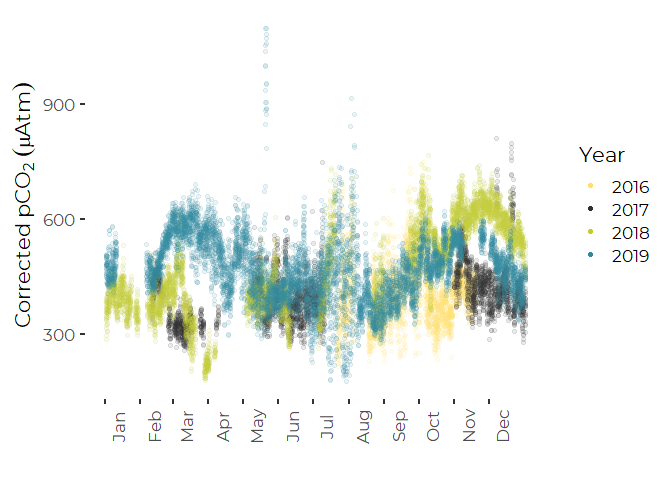 Corrected pCO₂ (µAtm)
900
600
300
Jan
Feb
Mar
Apr
May
Jun
Jul
Aug
Sep
Oct
Nov
Dec
Year
2016
2017
2018
2019